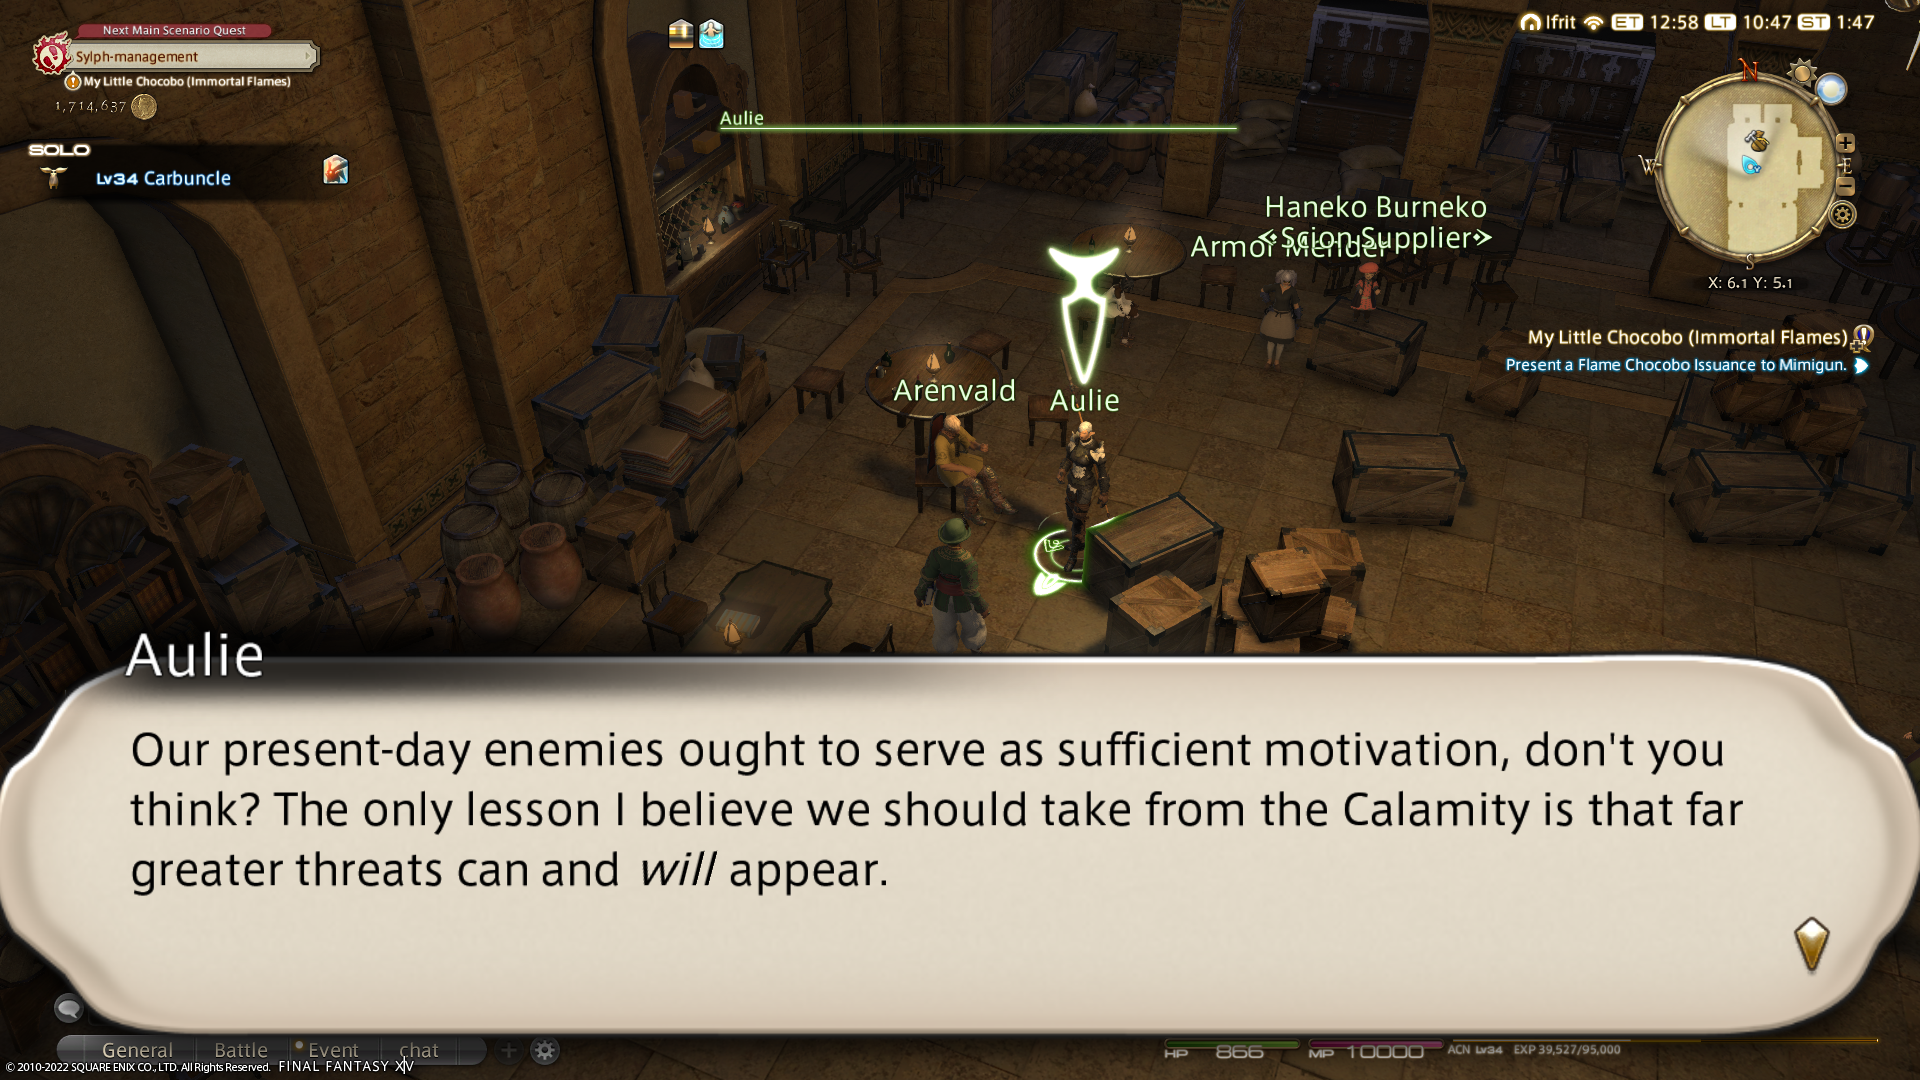 Next Main Scenario Quest
Sylph-management
My Little Chocobo (Immortal Flames)
1,714,637
SOLO
Lv34 Carbuncle
Aulie
Ifrit ET 12:58 LT 10:47 ST 1:47
N
W
E
S
X: 6.1 Y: 5.1
My Little Chocobo (Immortal Flames)
Present a Flame Chocobo Issuance to Mimigun.
Haneko Burneko
Scion Supplier
Armor Mender
Arenvald
Aulie
Aulie
Our present-day enemies ought to serve as sufficient motivation, don't you
think? The only lesson I believe we should take from the Calamity is that far
greater threats can and will appear.
General Battle Event chat
HP 866 MP 10000 ACN Lv34 EXP 39,527/95,000
© 2010-2022 SQUARE ENIX CO., LTD. All Rights Reserved. FINAL FANTASY XIV